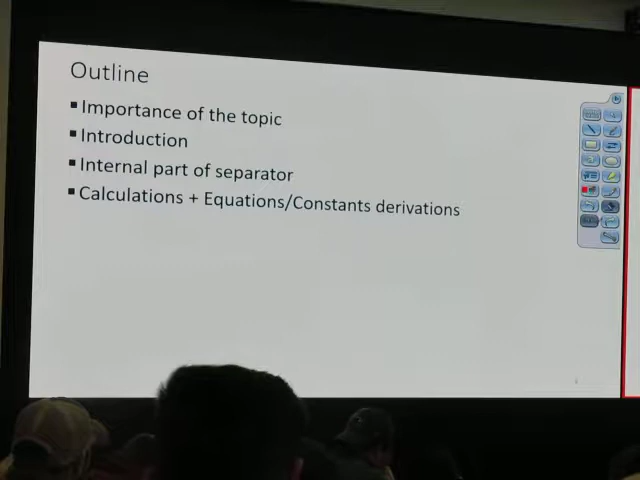 Outline
▪ Importance of the topic
▪ Introduction
▪ Internal part of separator
▪ Calculations + Equations/Constants derivations